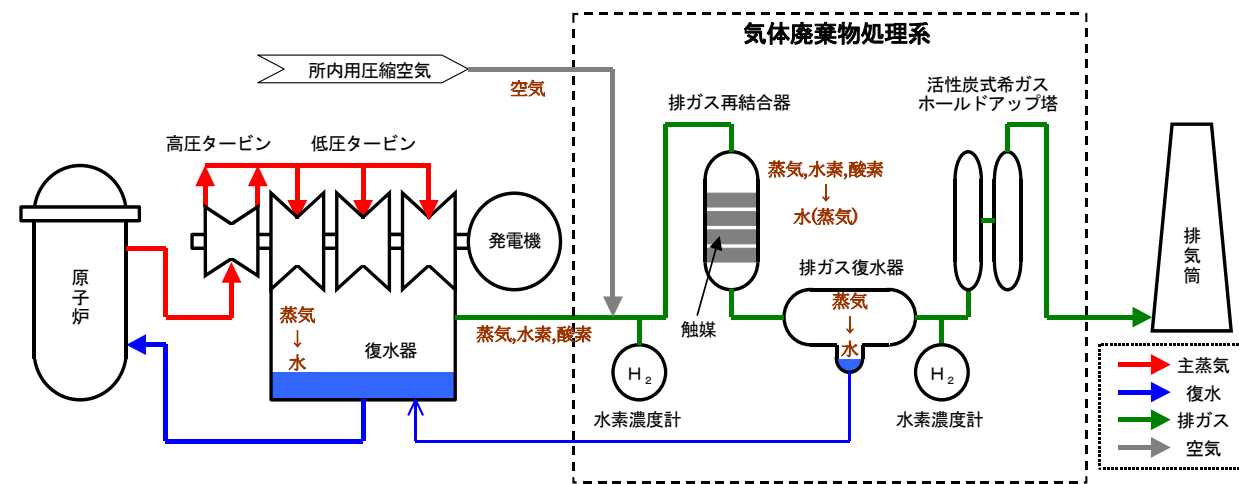 気体廃棄物処理系
所内用圧縮空気
空気
排ガス再結合器
活性炭式希ガス
ホールドアップ塔
高圧タービン
低圧タービン
蒸気,水素,酸素
↓
水(蒸気)
原子炉
発電機
排気筒
排ガス復水器
触媒
蒸気
↓
水
復水器
蒸気,水素,酸素
蒸気
↓
水
H₂
水素濃度計
H₂
水素濃度計
主蒸気
復水
排ガス
空気